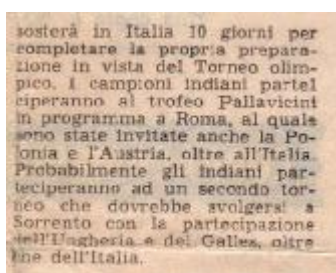 sosterà in Italia 10 giorni per
completare la propria prepara-
zione in vista del Torneo olim-
pico. I campioni indiani partel
ciperanno al trofeo Pallavicini
in programma a Roma, al quale
sono state invitate anche la Po-
lonia e l'Austria, oltre all'Italia
Probabilmente gli indiani par-
teciperanno ad un secondo tor-
neo che dovrebbe svolgersi a
Sorrento con la partecipazione
dell'Ungheria e del Galles, oltre
che dell'Italia.